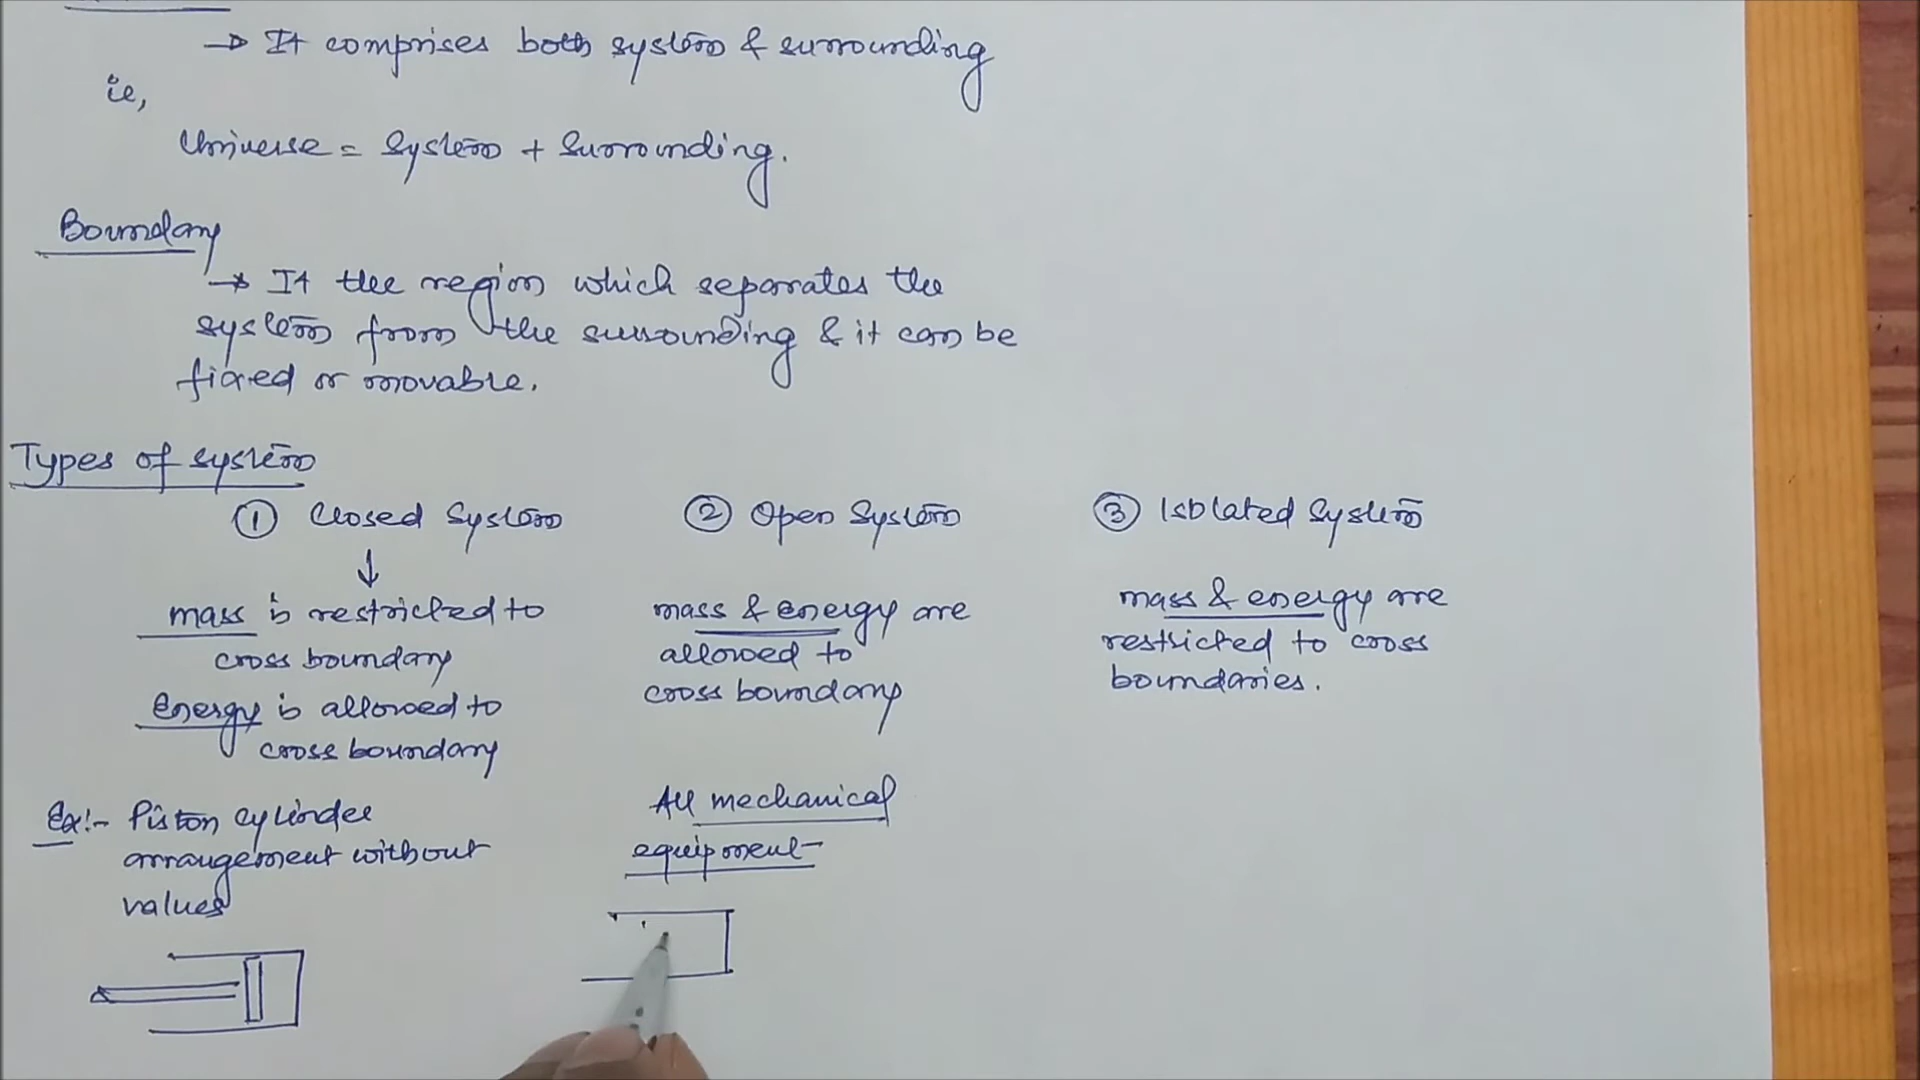 → It comprises both system & surrounding
ie,
Universe = System + Surrounding.
Boundary
→ It the region which separates the
system from the surrounding & it can be
fixed or movable.
Types of system
① Closed System
② Open System
③ Isolated System
↓
mass is restricted to
cross boundary
Energy is allowed to
cross boundary
mass & energy are
allowed to
cross boundary
mass & energy are
restricted to cross
boundaries.
Ex:- Piston cylinder
arrangement without
valves
All mechanical
equipment